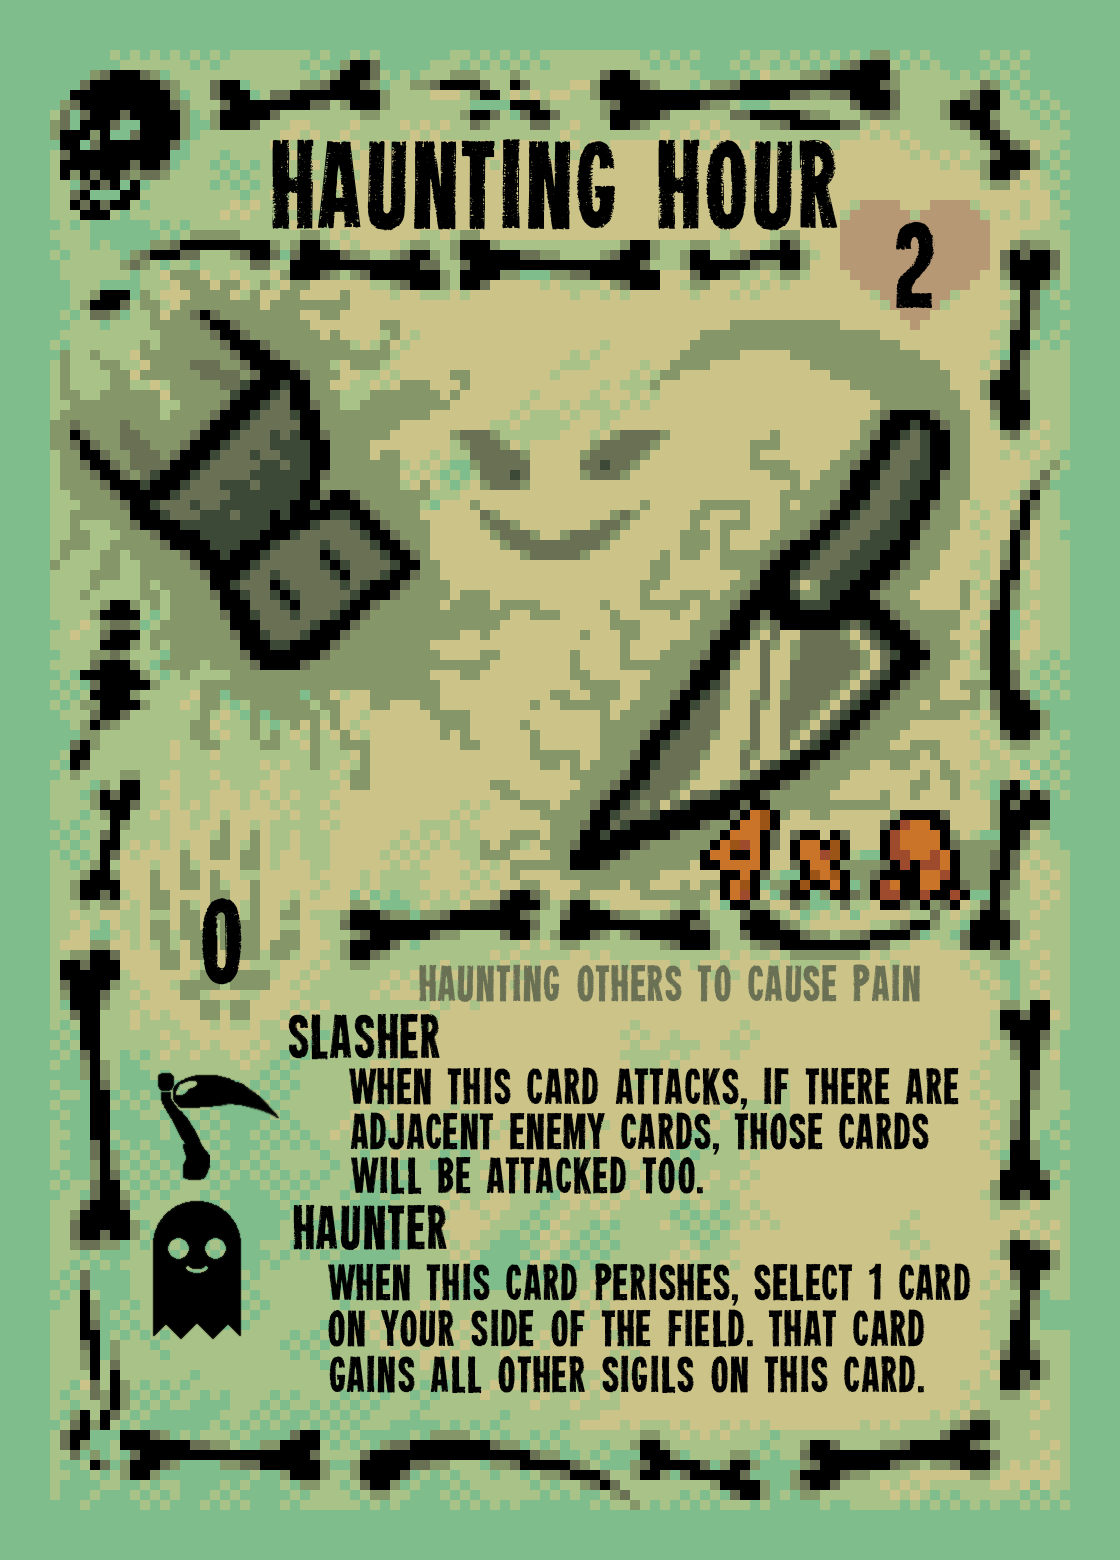 HAUNTING HOUR
2
4 x
0
HAUNTING OTHERS TO CAUSE PAIN
SLASHER
WHEN THIS CARD ATTACKS, IF THERE ARE
ADJACENT ENEMY CARDS, THOSE CARDS
WILL BE ATTACKED TOO.
HAUNTER
WHEN THIS CARD PERISHES, SELECT 1 CARD
ON YOUR SIDE OF THE FIELD. THAT CARD
GAINS ALL OTHER SIGILS ON THIS CARD.